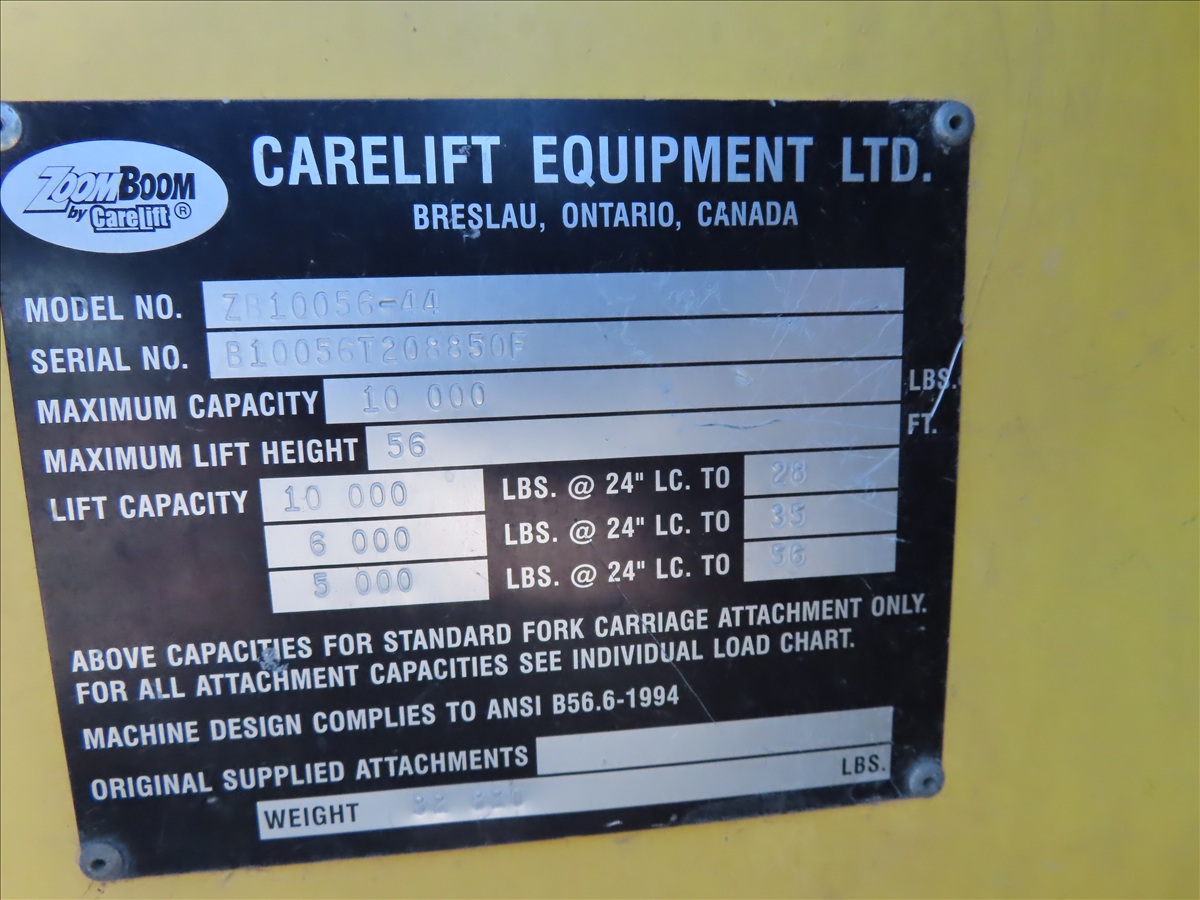 ZOOMBOOM
by CareLift ®
CARELIFT EQUIPMENT LTD.
BRESLAU, ONTARIO, CANADA
MODEL NO. ZB10056-44
SERIAL NO. B10056T208850F
MAXIMUM CAPACITY 10 000 LBS.
MAXIMUM LIFT HEIGHT 56 FT.
LIFT CAPACITY 10 000 LBS. @ 24" LC. TO 28
6 000 LBS. @ 24" LC. TO 35
5 000 LBS. @ 24" LC. TO 56
ABOVE CAPACITIES FOR STANDARD FORK CARRIAGE ATTACHMENT ONLY.
FOR ALL ATTACHMENT CAPACITIES SEE INDIVIDUAL LOAD CHART.
MACHINE DESIGN COMPLIES TO ANSI B56.6-1994
ORIGINAL SUPPLIED ATTACHMENTS
WEIGHT LBS.